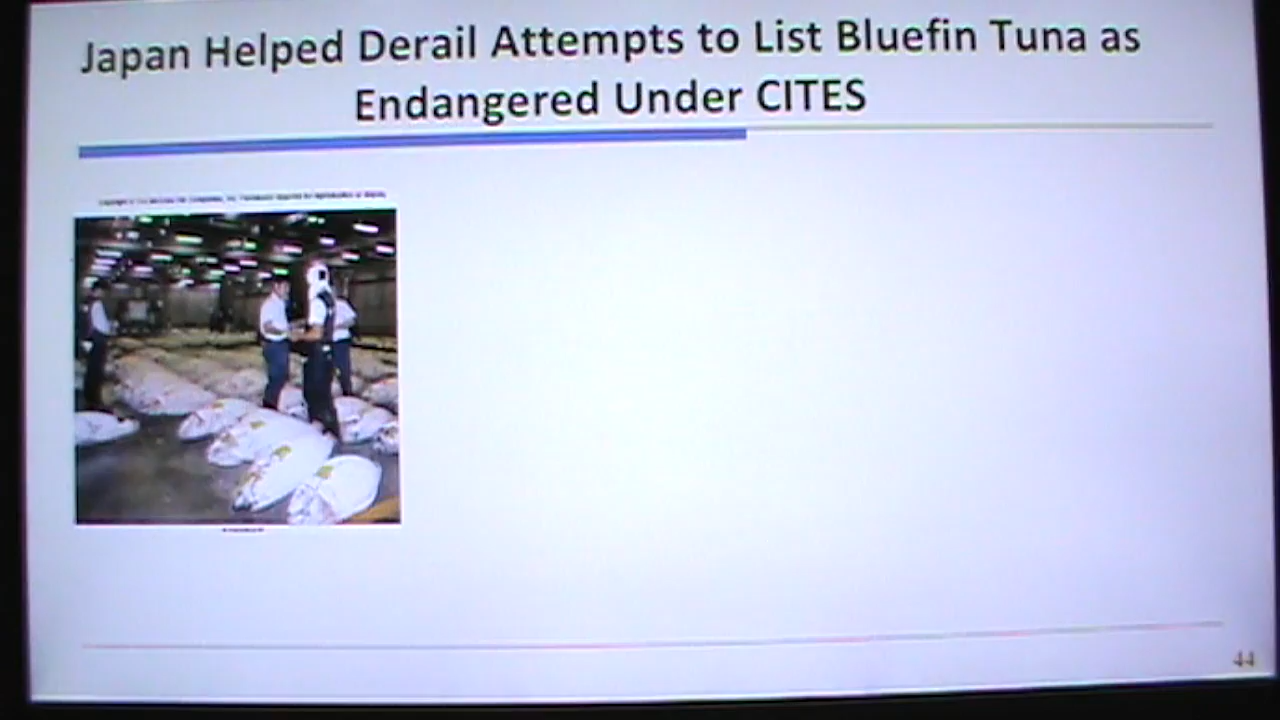 Japan Helped Derail Attempts to List Bluefin Tuna as
Endangered Under CITES
44